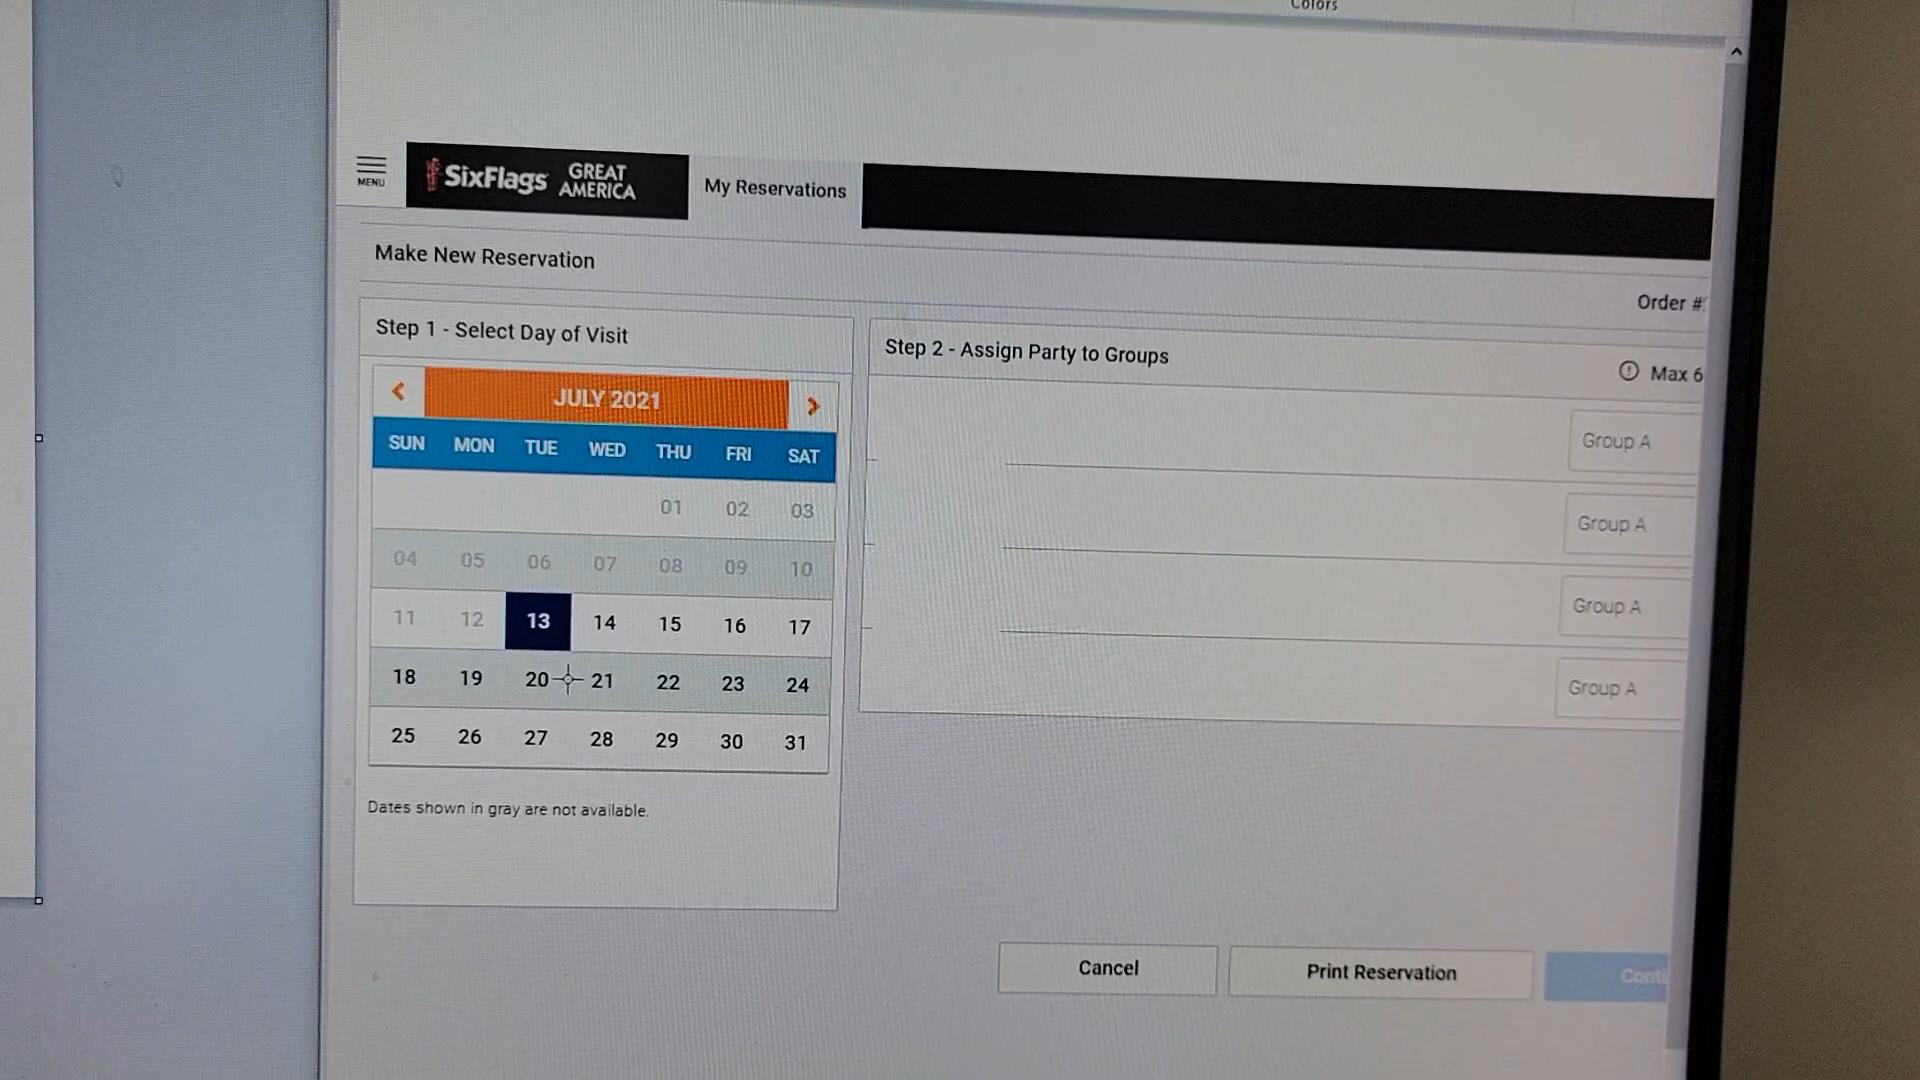 Colors
MENU
SixFlags GREAT AMERICA
My Reservations
Make New Reservation
Order #
Step 1 - Select Day of Visit
Step 2 - Assign Party to Groups
Max 6
JULY 2021
SUN MON TUE WED THU FRI SAT
01 02 03
04 05 06 07 08 09 10
11 12 13 14 15 16 17
18 19 20 21 22 23 24
25 26 27 28 29 30 31
Dates shown in gray are not available.
Group A
Group A
Group A
Group A
Cancel
Print Reservation
Conti